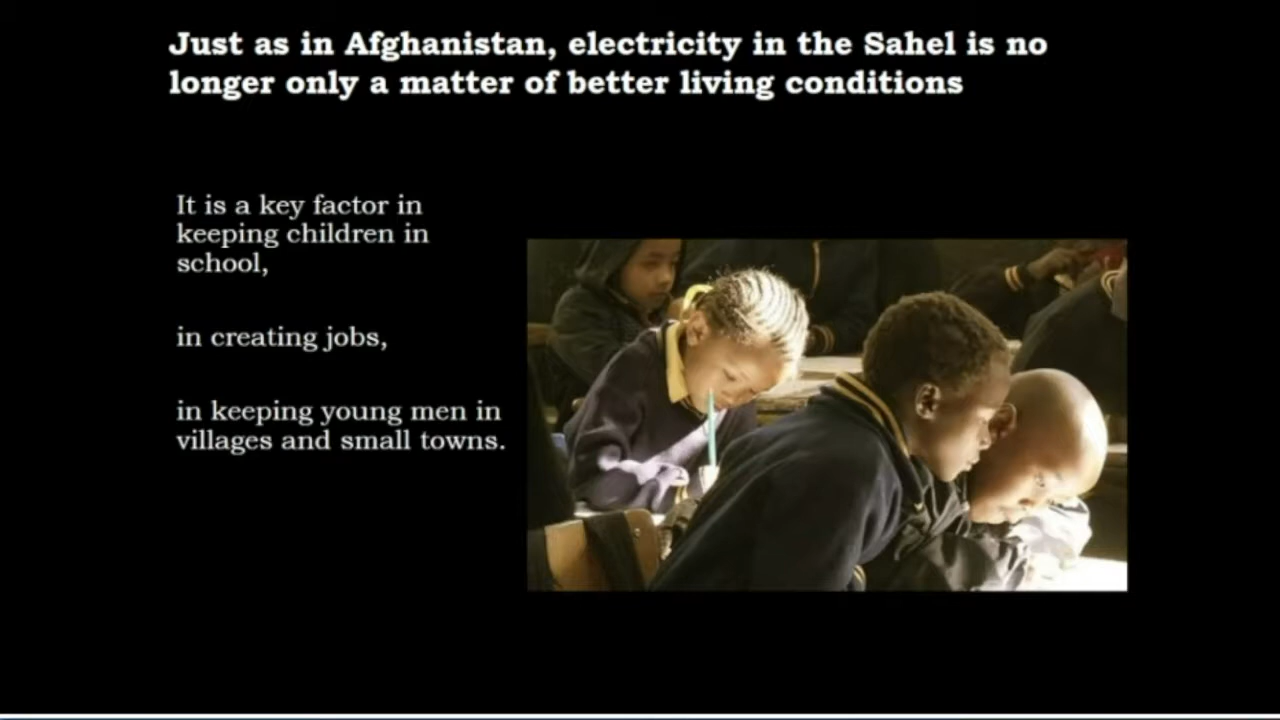 Just as in Afghanistan, electricity in the Sahel is no
longer only a matter of better living conditions
It is a key factor in
keeping children in
school,
in creating jobs,
in keeping young men in
villages and small towns.